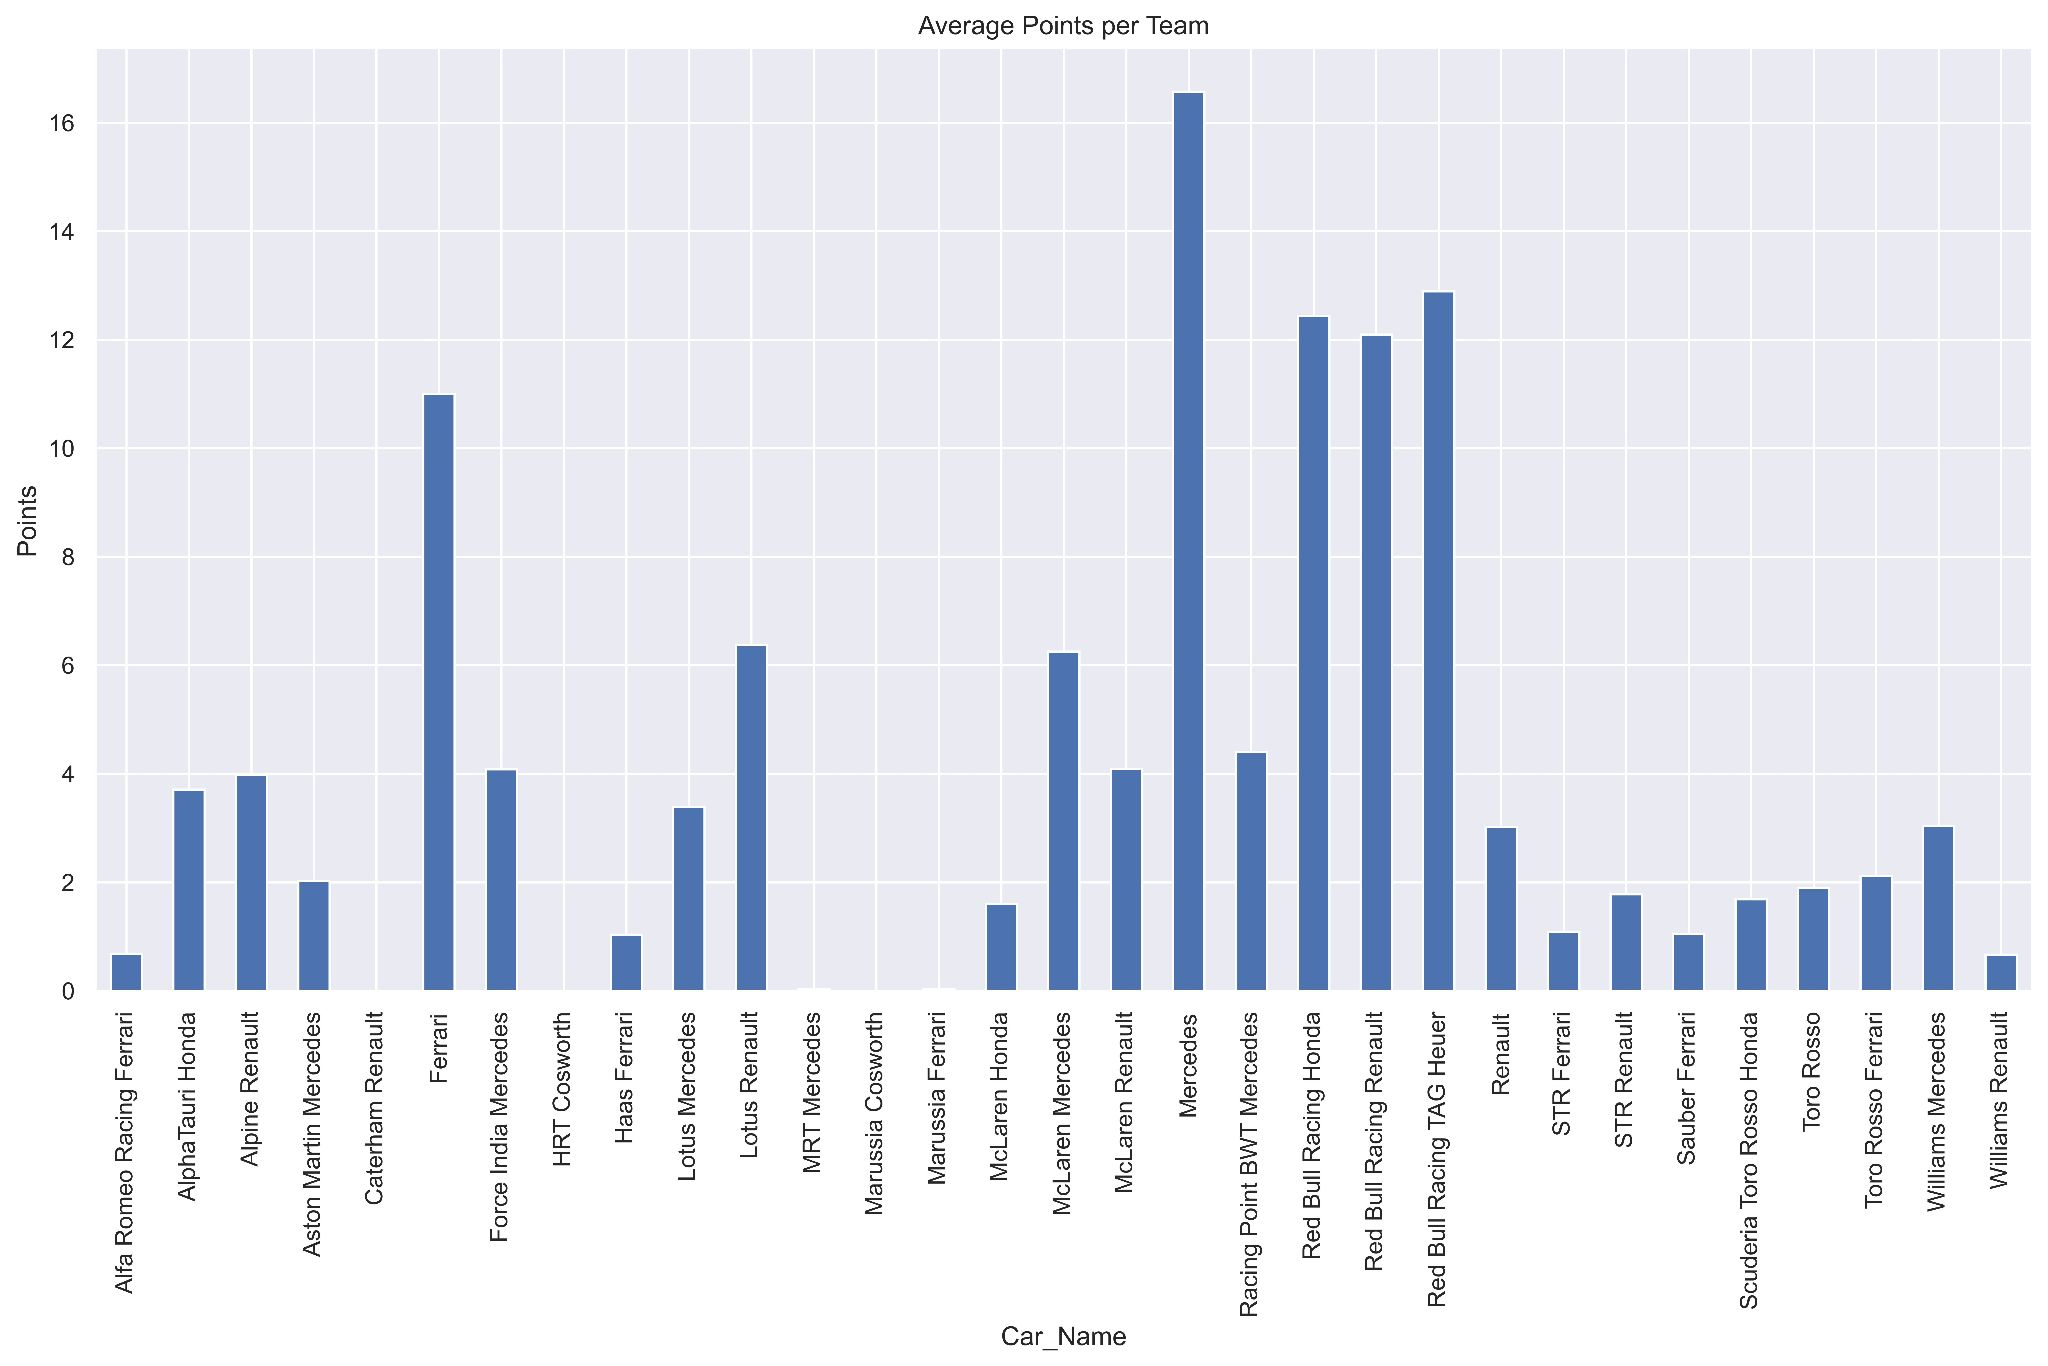 Average Points per Team
Points
16
14
12
10
8
6
4
2
0
Alfa Romeo Racing Ferrari
AlphaTauri Honda
Alpine Renault
Aston Martin Mercedes
Caterham Renault
Ferrari
Force India Mercedes
HRT Cosworth
Haas Ferrari
Lotus Mercedes
Lotus Renault
MRT Mercedes
Marussia Cosworth
Marussia Ferrari
McLaren Honda
McLaren Mercedes
McLaren Renault
Mercedes
Racing Point BWT Mercedes
Red Bull Racing Honda
Red Bull Racing Renault
Red Bull Racing TAG Heuer
Renault
STR Ferrari
STR Renault
Sauber Ferrari
Scuderia Toro Rosso Honda
Toro Rosso
Toro Rosso Ferrari
Williams Mercedes
Williams Renault
Car_Name